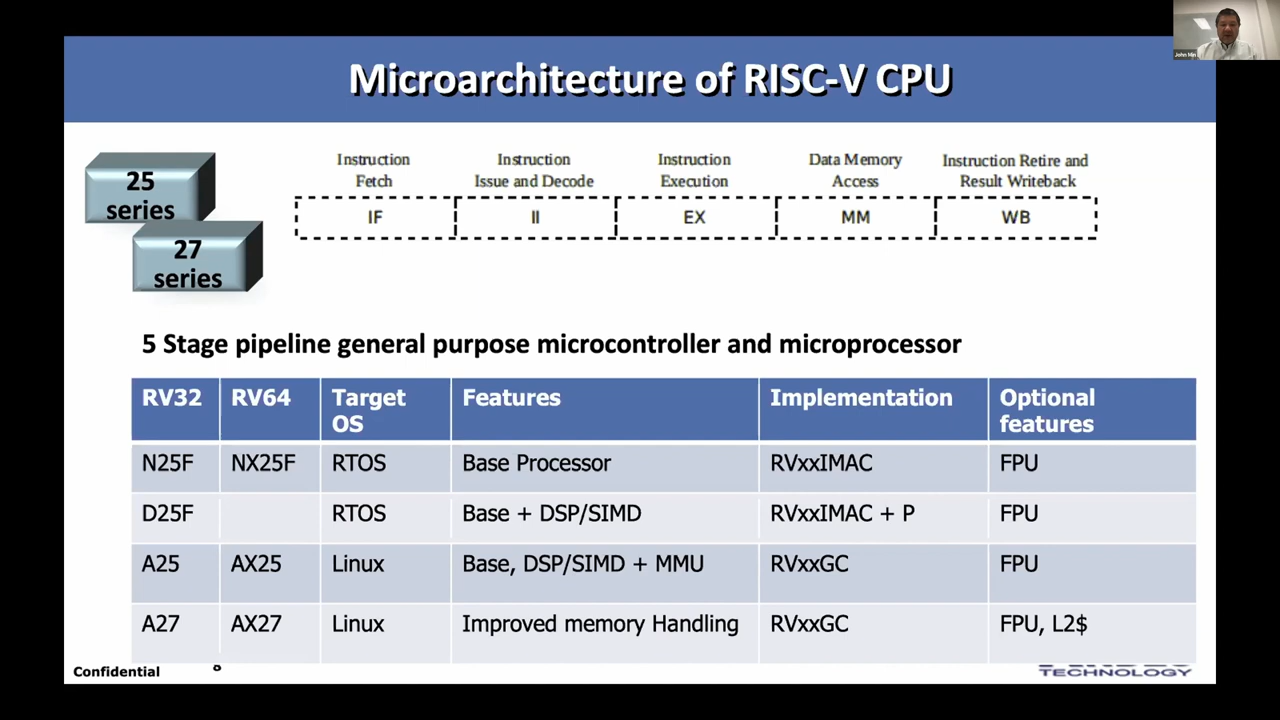 John Min
Microarchitecture of RISC-V CPU
25
series
27
series
Instruction
Fetch
Instruction
Issue and Decode
Instruction
Execution
Data Memory
Access
Instruction Retire and
Result Writeback
IF II EX MM WB
5 Stage pipeline general purpose microcontroller and microprocessor
RV32 RV64 Target OS Features Implementation Optional features
N25F NX25F RTOS Base Processor RVxxIMAC FPU
D25F RTOS Base + DSP/SIMD RVxxIMAC + P FPU
A25 AX25 Linux Base, DSP/SIMD + MMU RVxxGC FPU
A27 AX27 Linux Improved memory Handling RVxxGC FPU, L2$
Confidential
8
TECHNOLOGY